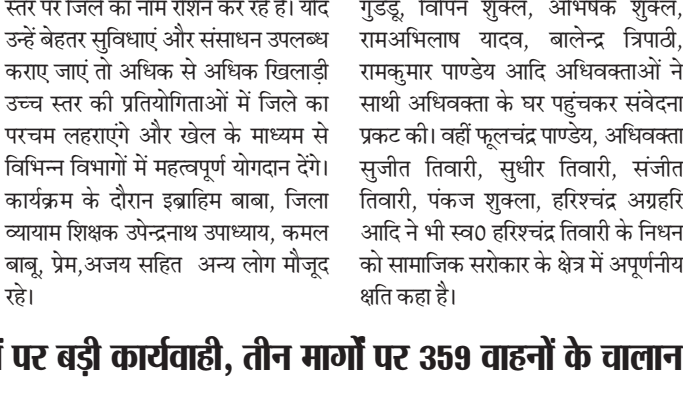 स्तर पर जिले का नाम रोशन कर रहे हैं। यदि
उन्हें बेहतर सुविधाएं और संसाधन उपलब्ध
कराए जाएं तो अधिक से अधिक खिलाड़ी
उच्च स्तर की प्रतियोगिताओं में जिले का
परचम लहराएंगे और खेल के माध्यम से
विभिन्न विभागों में महत्वपूर्ण योगदान देंगे।
कार्यक्रम के दौरान इब्राहिम बाबा, जिला
व्यायाम शिक्षक उपेन्द्रनाथ उपाध्याय, कमल
बाबू, प्रेम,अजय सहित अन्य लोग मौजूद
रहे।
गुड्डू, विपिन शुक्ल, अभिषेक शुक्ल,
रामअभिलाष यादव, बालेन्द्र त्रिपाठी,
रामकुमार पाण्डेय आदि अधिवक्ताओं ने
साथी अधिवक्ता के घर पहुंचकर संवेदना
प्रकट की। वहीं फूलचंद्र पाण्डेय, अधिवक्ता
सुजीत तिवारी, सुधीर तिवारी, संजीत
तिवारी, पंकज शुक्ला, हरिश्चंद्र अग्रहरि
आदि ने भी स्व0 हरिश्चंद्र तिवारी के निधन
को सामाजिक सरोकार के क्षेत्र में अपूर्णनीय
क्षति कहा है।
पर बड़ी कार्यवाही, तीन मार्गों पर 359 वाहनों के चालान